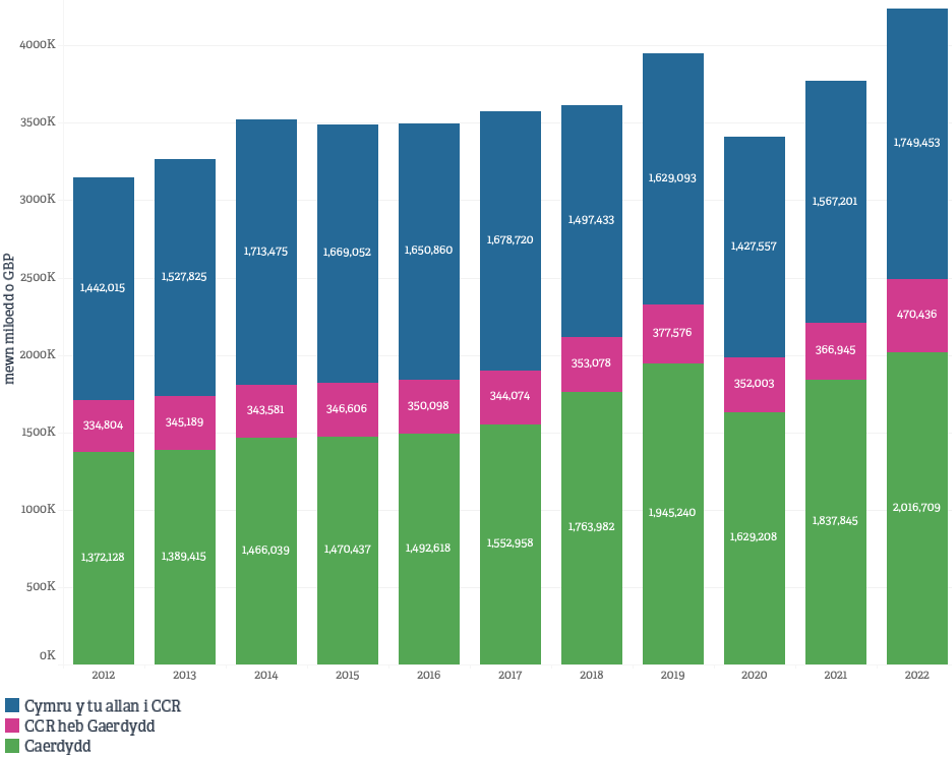 4000K
3500K
3000K
2500K
2000K
1500K
1000K
500K
0K
mewn miloedd o GBP
1,442,015
1,527,825
1,713,475
1,669,052
1,650,860
1,678,720
1,497,433
1,629,093
1,427,557
1,567,201
1,749,453
334,804
345,189
343,581
346,606
350,098
344,074
353,078
377,576
352,003
366,945
470,436
1,372,128
1,389,415
1,466,039
1,470,437
1,492,618
1,552,958
1,763,982
1,945,240
1,629,208
1,837,845
2,016,709
2012 2013 2014 2015 2016 2017 2018 2019 2020 2021 2022
Cymru y tu allan i CCR
CCR heb Gaerdydd
Caerdydd